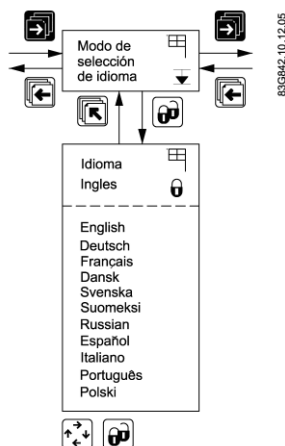 Modo de
selección
de idioma
83G842.10.12.05
Idioma
Ingles
English
Deutsch
Français
Dansk
Svenska
Suomeksi
Russian
Español
Italiano
Português
Polski